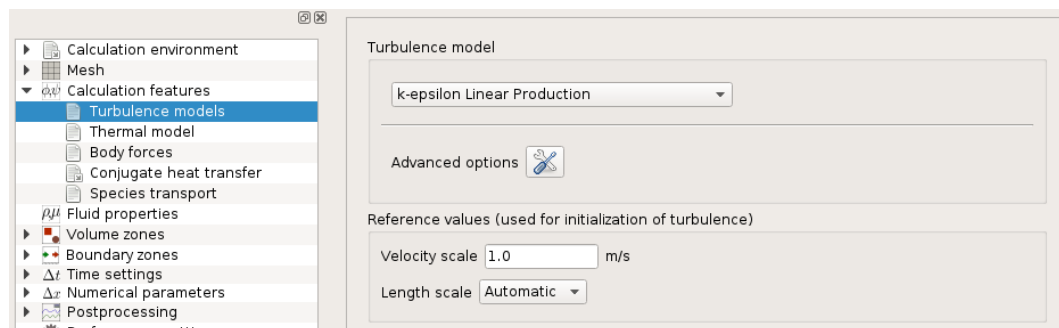 Calculation environment
Mesh
Calculation features
Turbulence models
Thermal model
Body forces
Conjugate heat transfer
Species transport
Fluid properties
Volume zones
Boundary zones
Δt Time settings
Δx Numerical parameters
Postprocessing
Turbulence model
k-epsilon Linear Production
Advanced options
Reference values (used for initialization of turbulence)
Velocity scale 1.0 m/s
Length scale Automatic